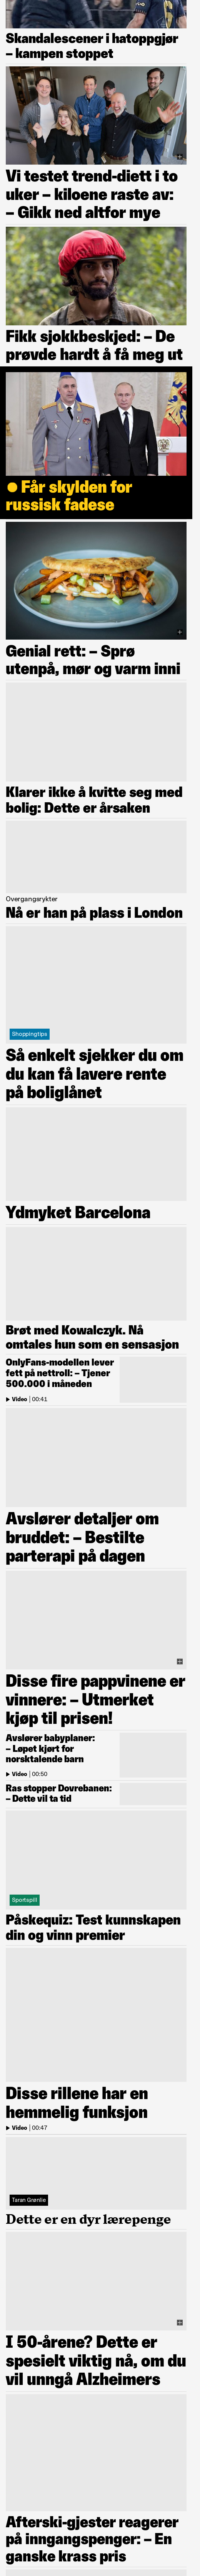 Skandalescener i hatoppgjør
– kampen stoppet
Vi testet trend-diett i to
uker – kiloene raste av:
– Gikk ned altfor mye
Fikk sjokkbeskjed: – De
prøvde hardt å få meg ut
Får skylden for
russisk fadese
Genial rett: – Sprø
utenpå, mør og varm inni
Klarer ikke å kvitte seg med
bolig: Dette er årsaken
Overgangsrykter
Nå er han på plass i London
Shoppingtips
Så enkelt sjekker du om
du kan få lavere rente
på boliglånet
Ydmyket Barcelona
Brøt med Kowalczyk. Nå
omtales hun som en sensasjon
OnlyFans-modellen lever
fett på nettroll: – Tjener
500.000 i måneden
Video | 00:41
Avslører detaljer om
bruddet: – Bestilte
parterapi på dagen
Disse fire pappvinene er
vinnere: – Utmerket
kjøp til prisen!
Avslører babyplaner:
– Løpet kjørt for
norsktalende barn
Video | 00:50
Ras stopper Dovrebanen:
– Dette vil ta tid
Sportspill
Påskequiz: Test kunnskapen
din og vinn premier
Disse rillene har en
hemmelig funksjon
Video | 00:47
Taran Grønlie
Dette er en dyr lærepenge
I 50-årene? Dette er
spesielt viktig nå, om du
vil unngå Alzheimers
Afterski-gjester reagerer
på inngangspenger: – En
ganske krass pris